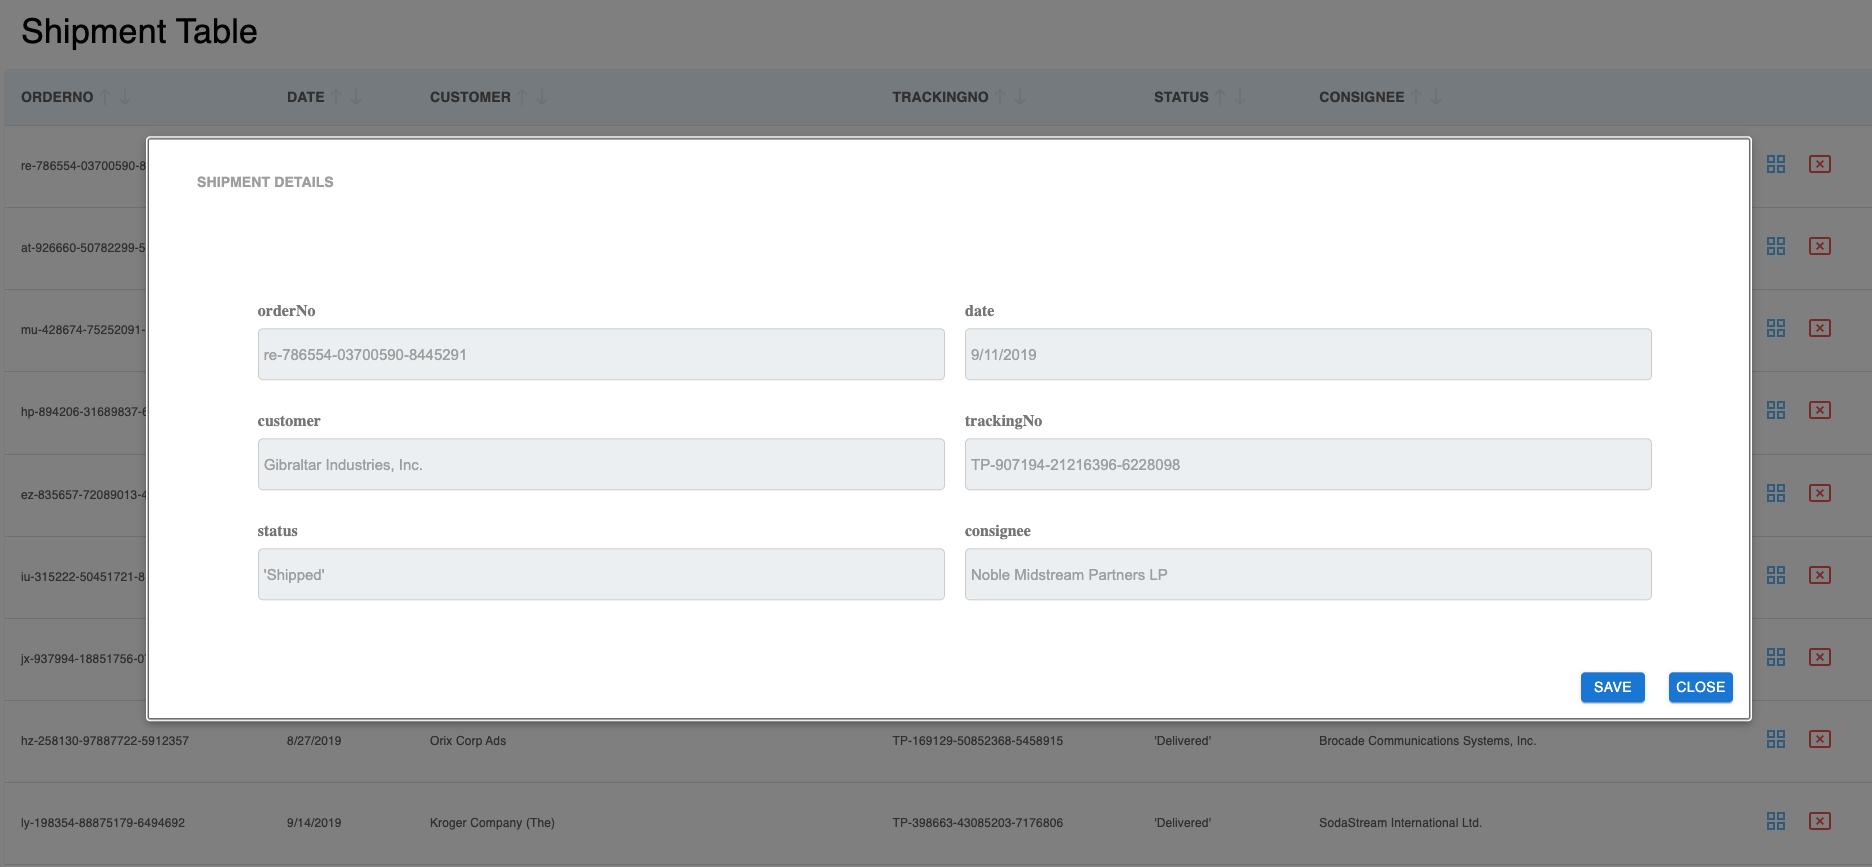 Shipment Table
ORDERNO DATE CUSTOMER TRACKINGNO STATUS CONSIGNEE
re-786554-03700590-8
SHIPMENT DETAILS
at-926660-50782299-5
orderNo date
mu-428674-75252091-
re-786554-03700590-8445291 9/11/2019
hp-894206-31689837-6
customer trackingNo
Gibraltar Industries, Inc. TP-907194-21216396-6228098
ez-835657-72089013-4
status consignee
'Shipped' Noble Midstream Partners LP
iu-315222-50451721-8
jx-937994-18851756-0
SAVE CLOSE
hz-258130-97887722-5912357 8/27/2019 Orix Corp Ads TP-169129-50852368-5458915 'Delivered' Brocade Communications Systems, Inc.
ly-198354-88875179-6494692 9/14/2019 Kroger Company (The) TP-398663-43085203-7176806 'Delivered' SodaStream International Ltd.